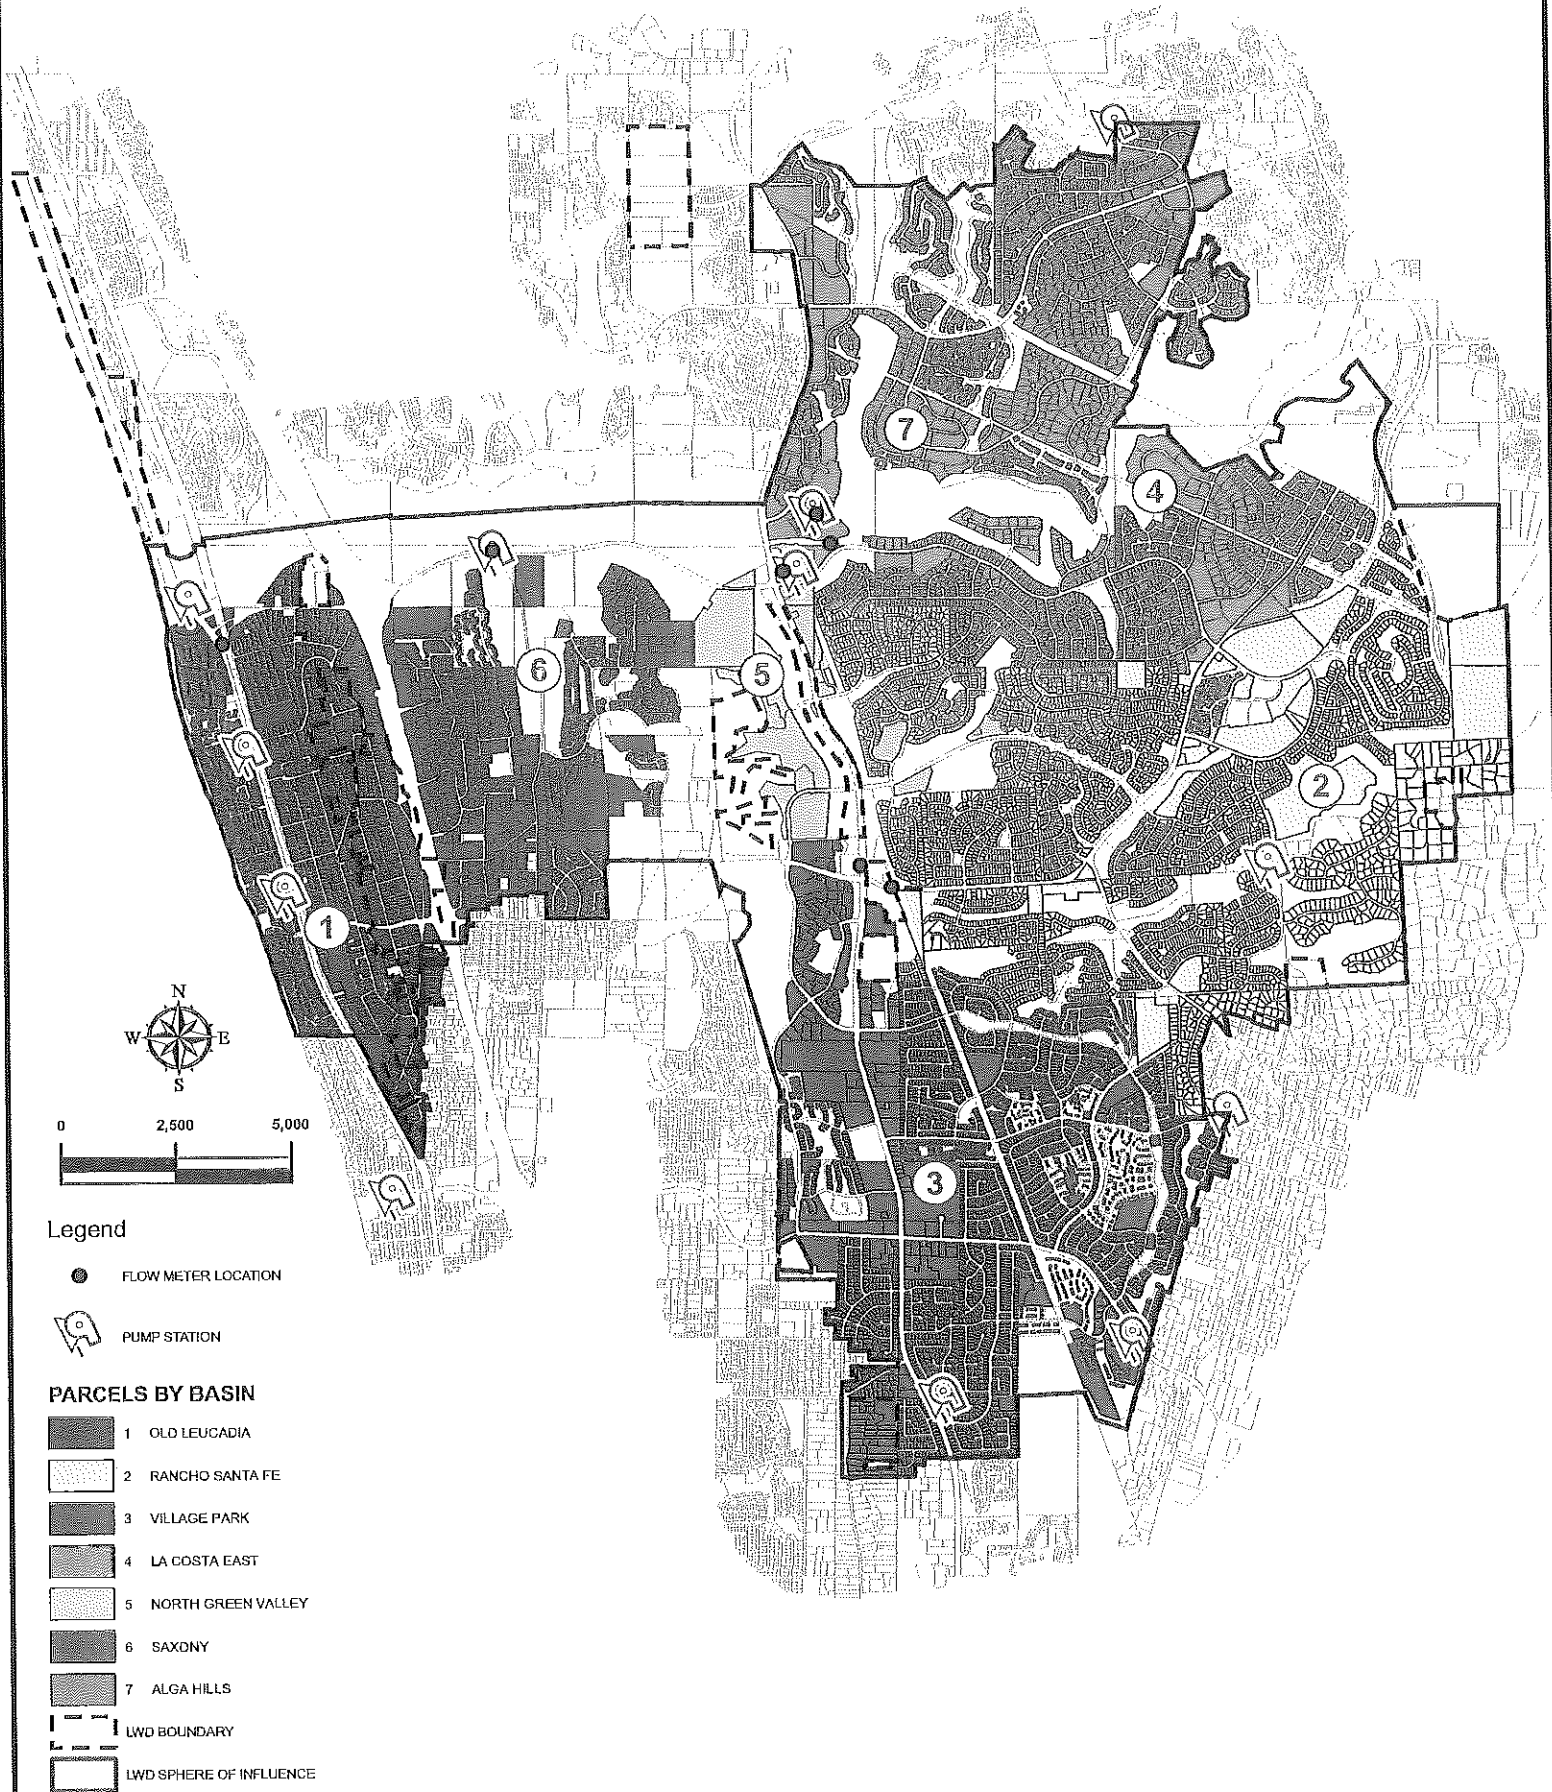 7
4
6
5
2
1
3
N
W E
S
0 2,500 5,000
Legend
FLOW METER LOCATION
PUMP STATION
PARCELS BY BASIN
1 OLD LEUCADIA
2 RANCHO SANTA FE
3 VILLAGE PARK
4 LA COSTA EAST
5 NORTH GREEN VALLEY
6 SAXONY
7 ALGA HILLS
LWD BOUNDARY
LWD SPHERE OF INFLUENCE